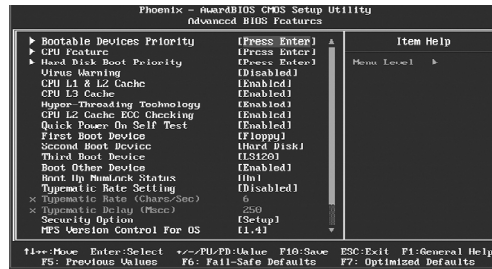 Phoenix - AwardBIOS CMOS Setup Utility
Advanced BIOS Features
Bootable Devices Priority [Press Enter]
CPU Feature [Press Enter]
Hard Disk Boot Priority [Press Enter]
Virus Warning [Disabled]
CPU L1 & L2 Cache [Enabled]
CPU L3 Cache [Enabled]
Hyper-Threading Technology [Enabled]
CPU L2 Cache ECC Checking [Enabled]
Quick Power On Self Test [Enabled]
First Boot Device [Floppy]
Second Boot Device [Hard Disk]
Third Boot Device [LS120]
Boot Other Device [Enabled]
Boot Up NumLock Status [On]
Typematic Rate Setting [Disabled]
x Typematic Rate (Chars/Sec) 6
x Typematic Delay (Msec) 250
Security Option [Setup]
MPS Version Control For OS [1.4]
Item Help
Menu Level
↑↓→←:Move Enter:Select +/-/PU/PD:Value F10:Save ESC:Exit F1:General Help
F5: Previous Values F6: Fail-Safe Defaults F7: Optimized Defaults